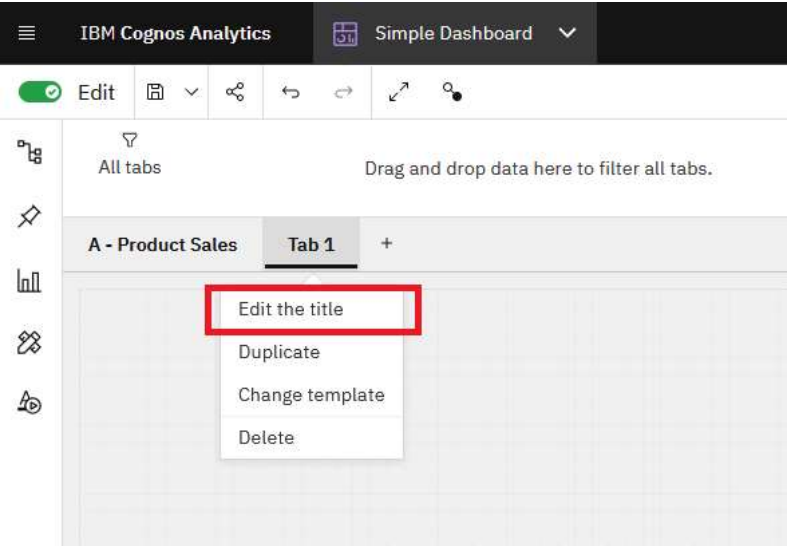 IBM Cognos Analytics
Simple Dashboard
Edit
All tabs
Drag and drop data here to filter all tabs.
A - Product Sales
Tab 1
+
Edit the title
Duplicate
Change template
Delete